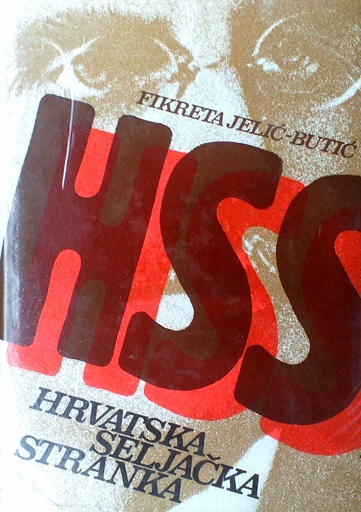 FIKRETA JELIĆ-BUTIĆ
HSS
HRVATSKA
SELJAČKA
STRANKA